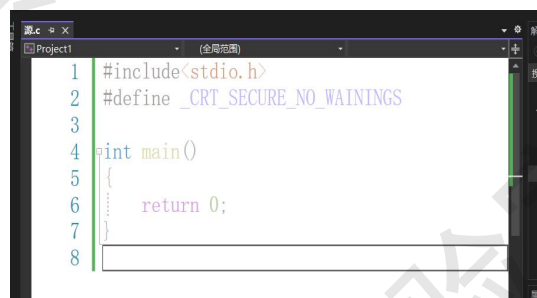 源.c
Project1 (全局范围)
1 #include<stdio.h>
2 #define _CRT_SECURE_NO_WAININGS
3
4 int main()
5 {
6 return 0;
7 }
8